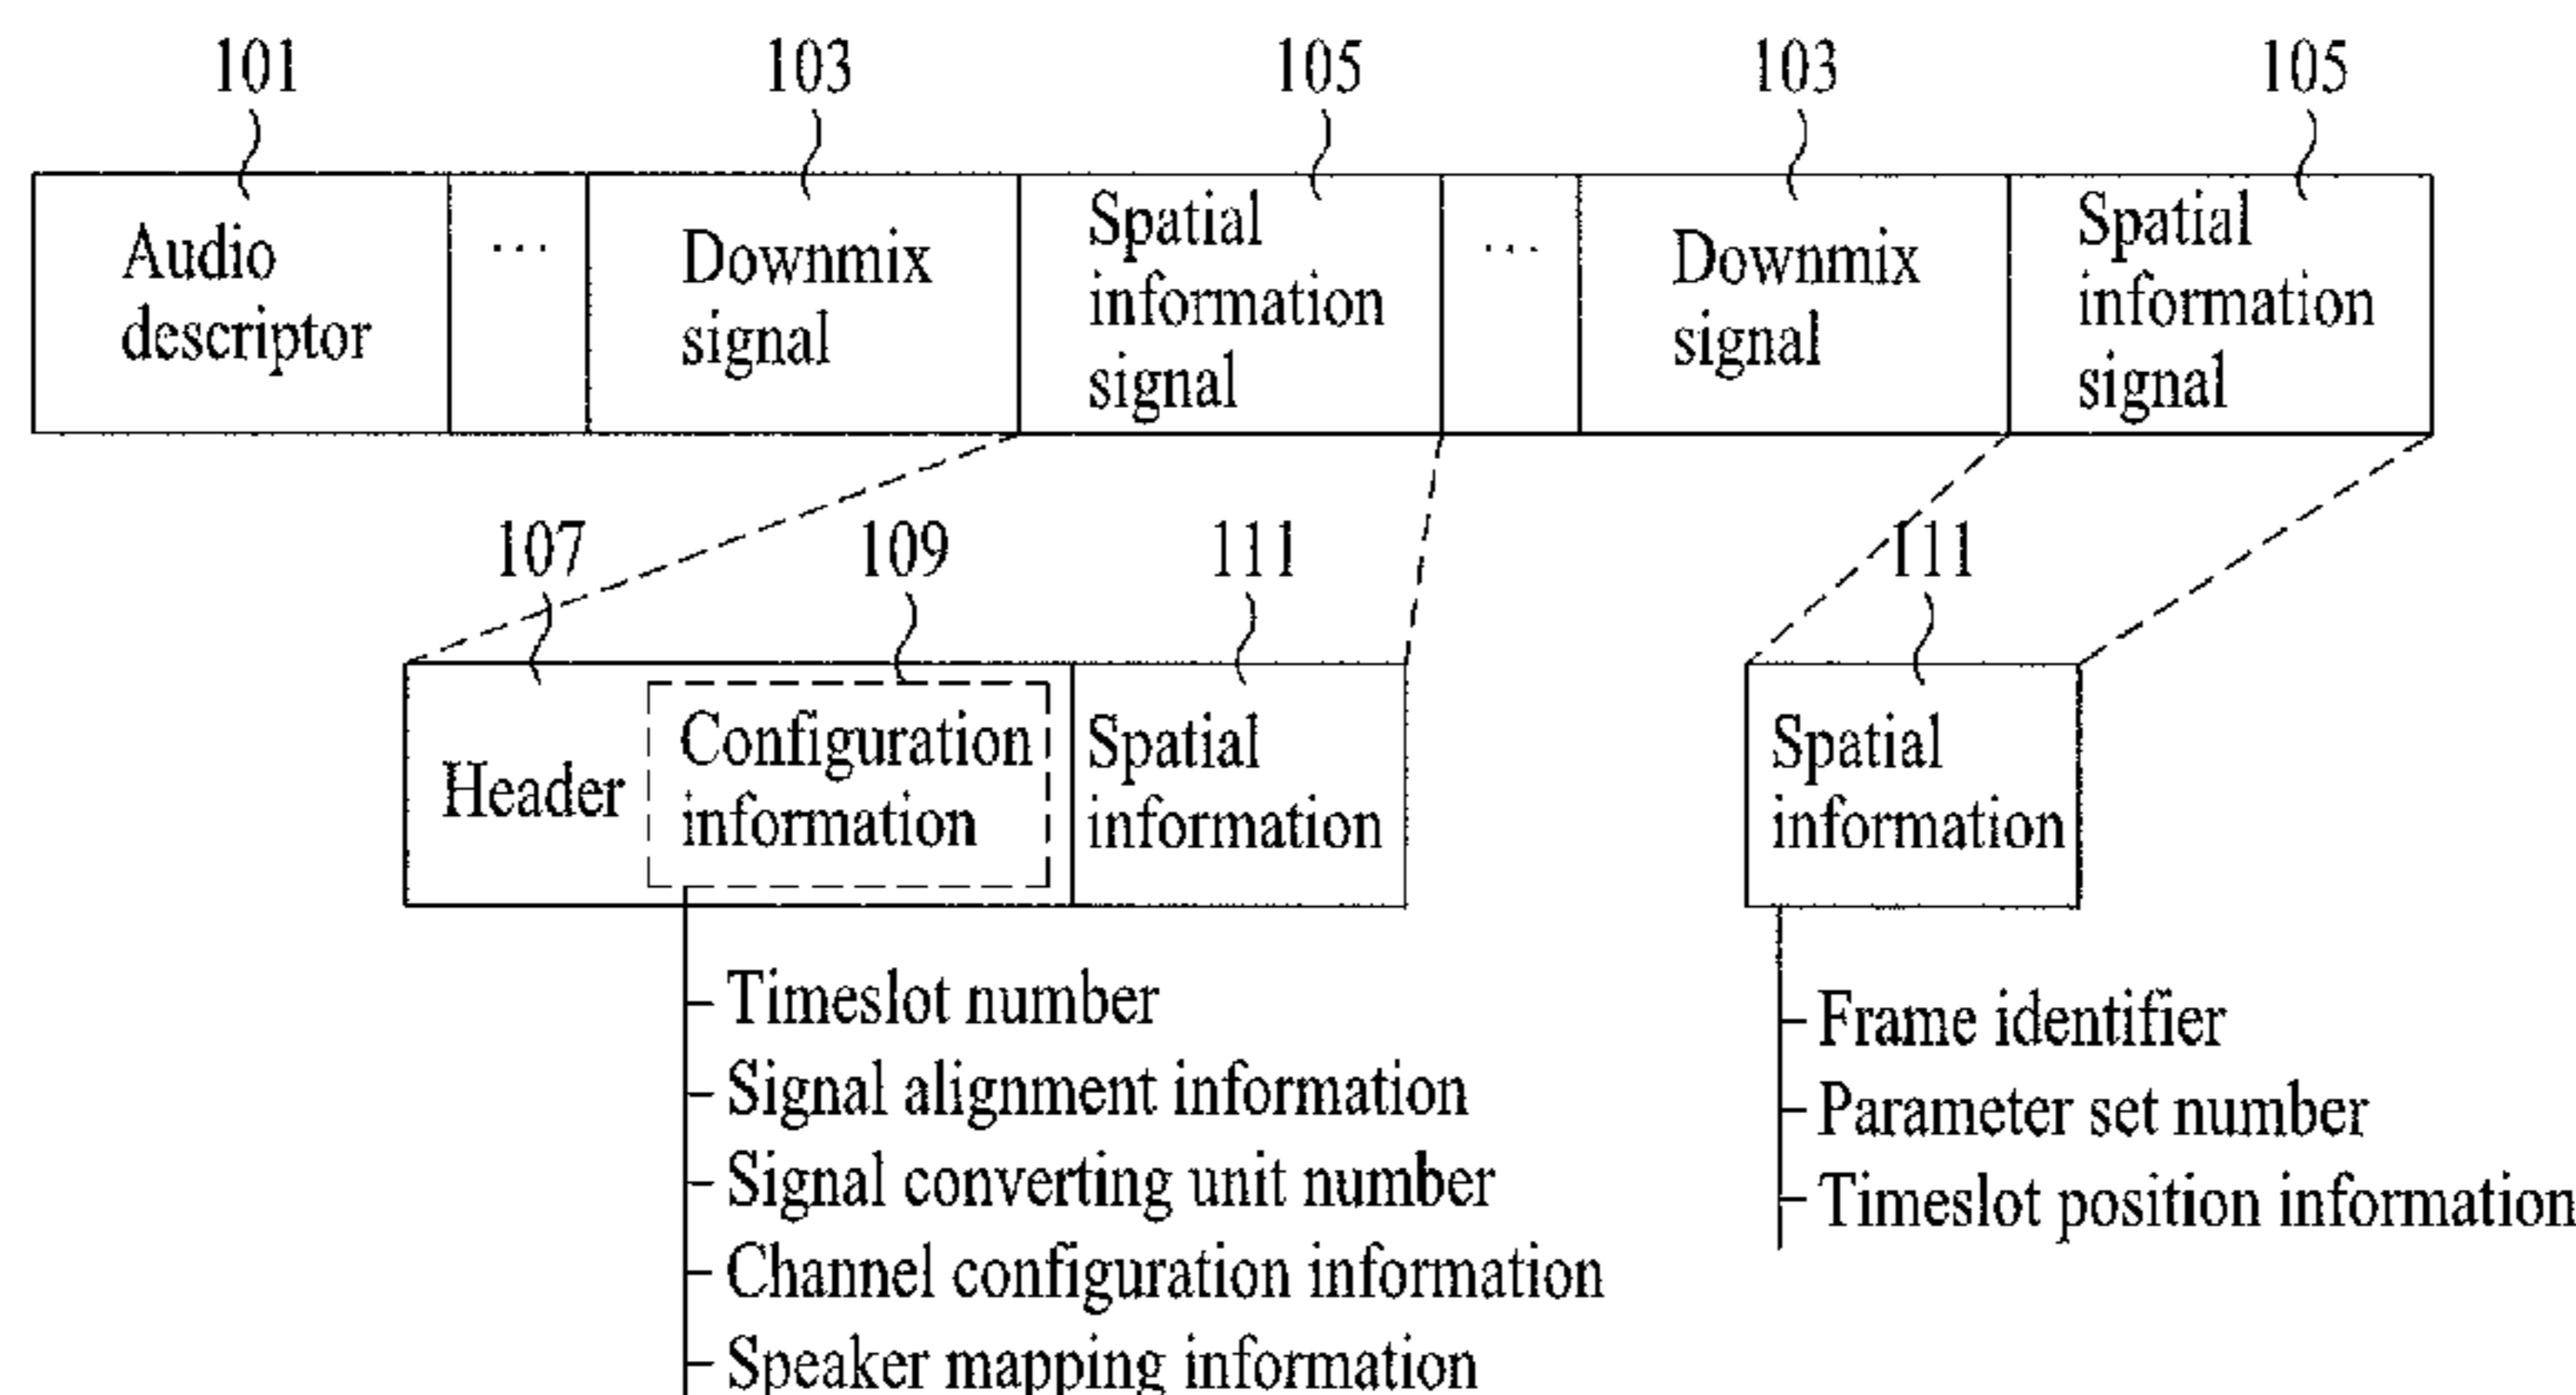 101
103
105
103
105
Audio
descriptor
...
Downmix
signal
Spatial
information
signal
...
Downmix
signal
Spatial
information
signal
107
109
111
111
Header
Configuration
information
Spatial
information
Spatial
information
Timeslot number
Signal alignment information
Signal converting unit number
Channel configuration information
Speaker mapping information
Frame identifier
Parameter set number
Timeslot position information